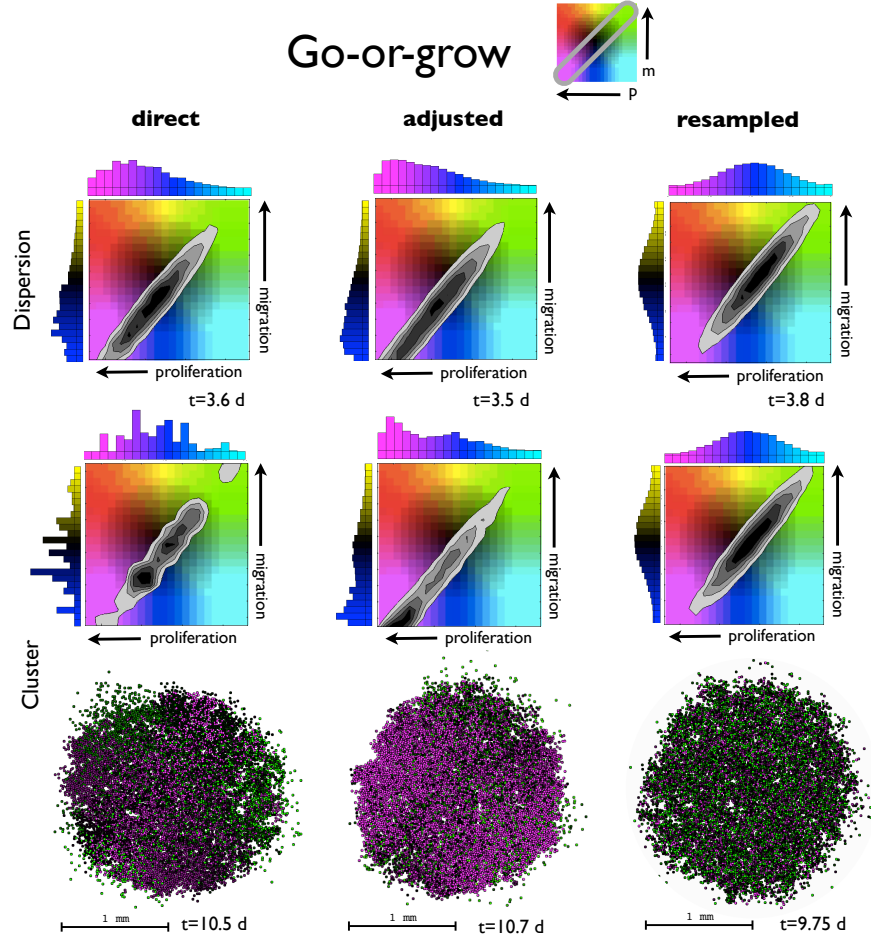 Go-or-grow
m
P
direct
adjusted
resampled
Dispersion
migration
migration
migration
proliferation
proliferation
proliferation
t=3.6 d
t=3.5 d
t=3.8 d
Cluster
migration
migration
migration
proliferation
proliferation
proliferation
1 mm
t=10.5 d
1 mm
t=10.7 d
1 mm
t=9.75 d